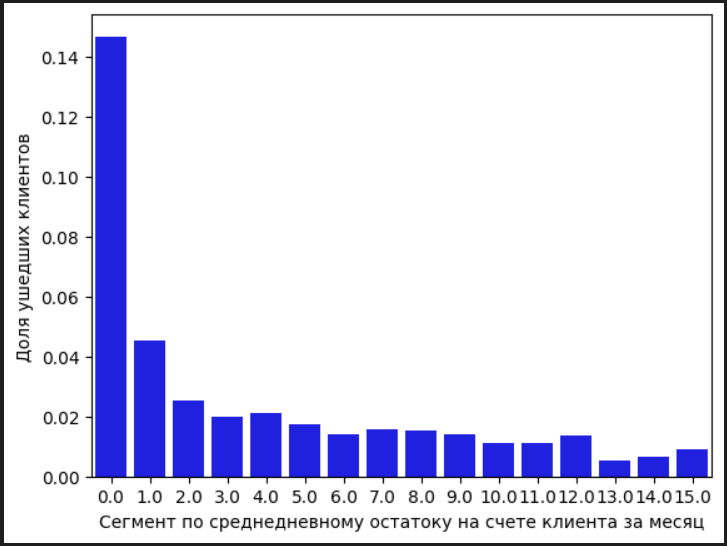 Доля ушедших клиентов
0.14
0.12
0.10
0.08
0.06
0.04
0.02
0.00
0.0 1.0 2.0 3.0 4.0 5.0 6.0 7.0 8.0 9.0 10.0 11.0 12.0 13.0 14.0 15.0
Сегмент по среднедневному остатоку на счете клиента за месяц